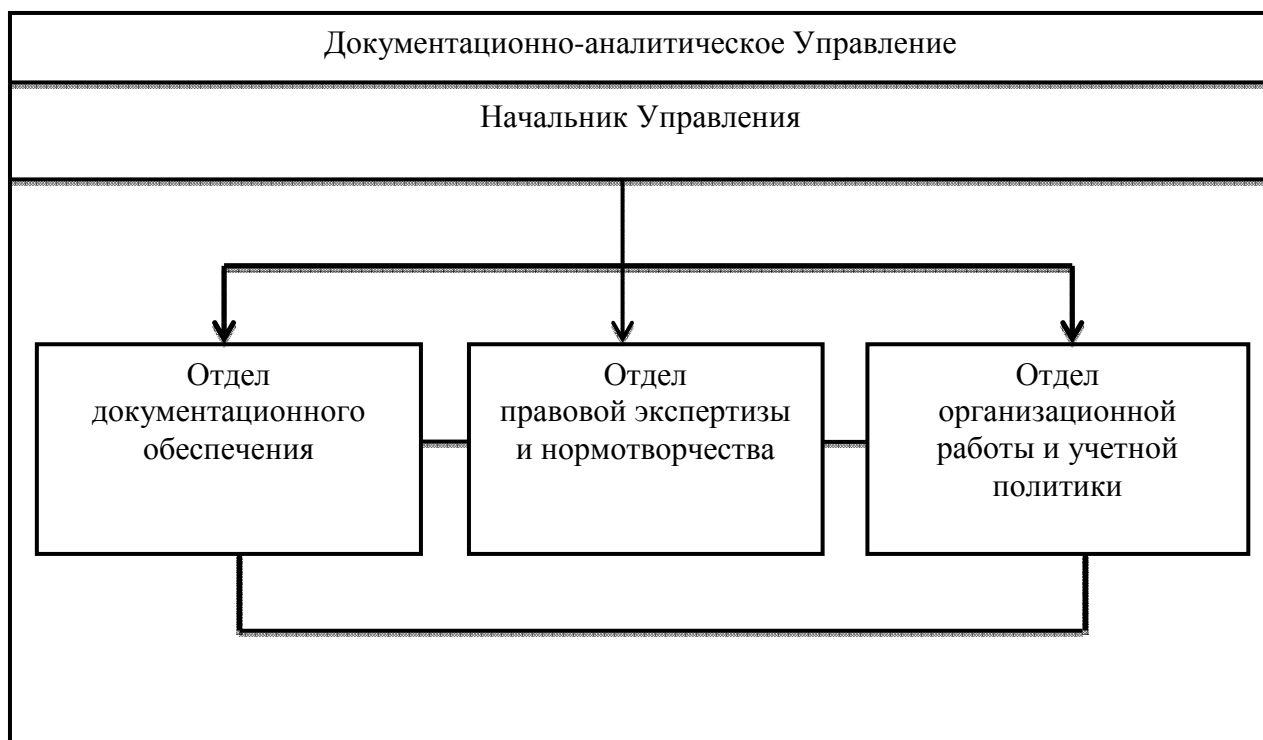 Документационно-аналитическое Управление
Начальник Управления
Отдел
документационного
обеспечения
Отдел
правовой экспертизы
и нормотворчества
Отдел
организационной
работы и учетной
политики